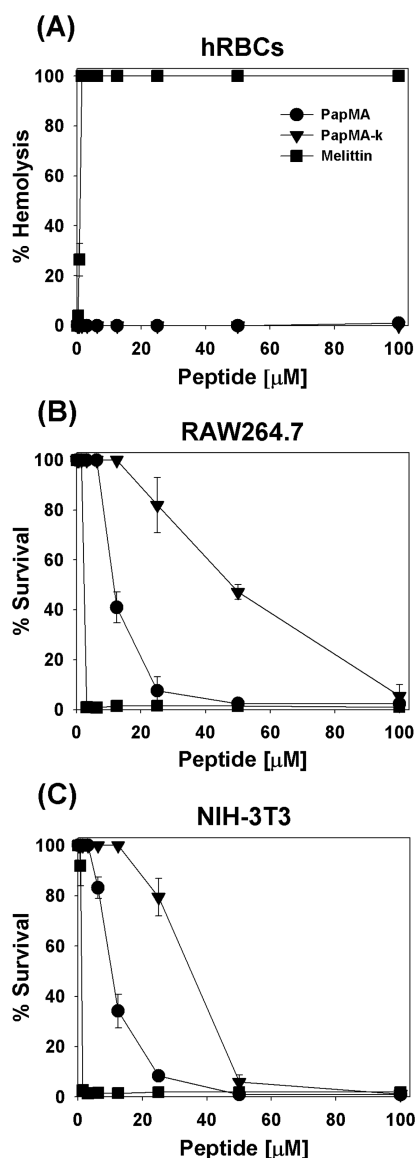 (A)
hRBCs
% Hemolysis
100
80
60
40
20
0
PapMA
PapMA-k
Melittin
0 20 40 60 80 100
Peptide [μM]
(B)
RAW264.7
% Survival
100
80
60
40
20
0
0 20 40 60 80 100
Peptide [μM]
(C)
NIH-3T3
% Survival
100
80
60
40
20
0
0 20 40 60 80 100
Peptide [μM]